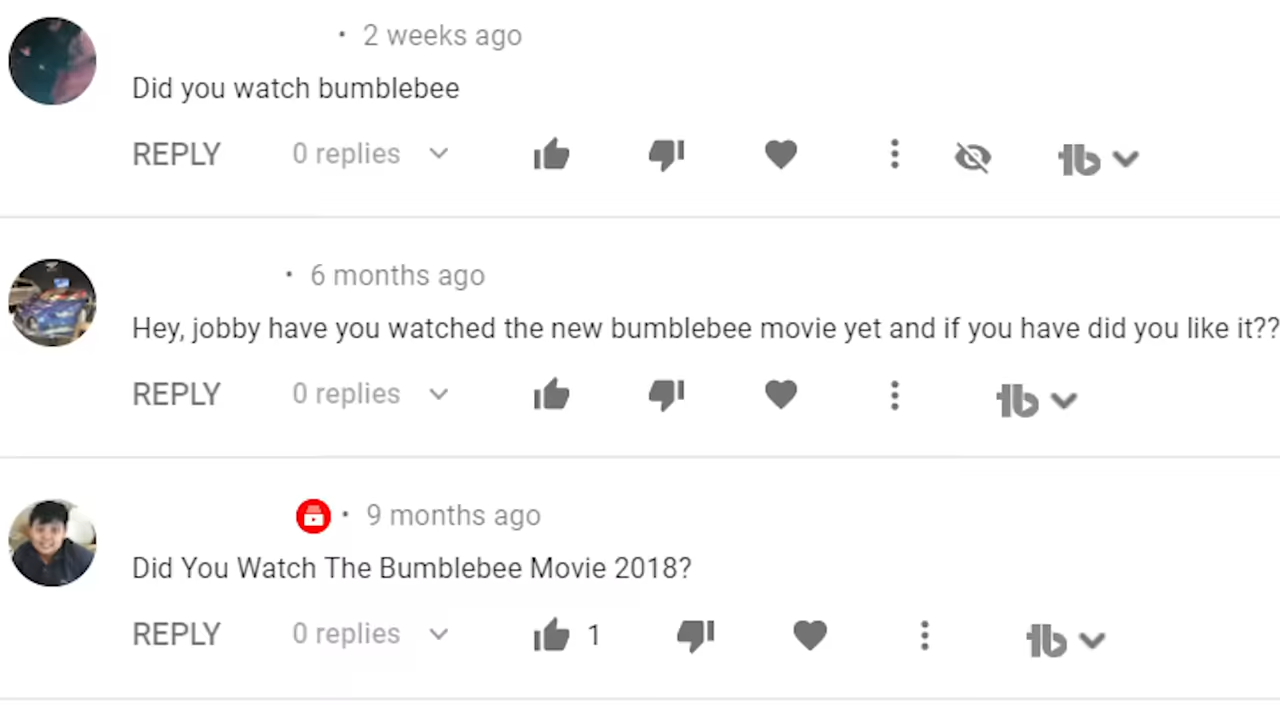 • 2 weeks ago
Did you watch bumblebee
REPLY 0 replies
• 6 months ago
Hey, jobby have you watched the new bumblebee movie yet and if you have did you like it??
REPLY 0 replies
• 9 months ago
Did You Watch The Bumblebee Movie 2018?
REPLY 0 replies 1